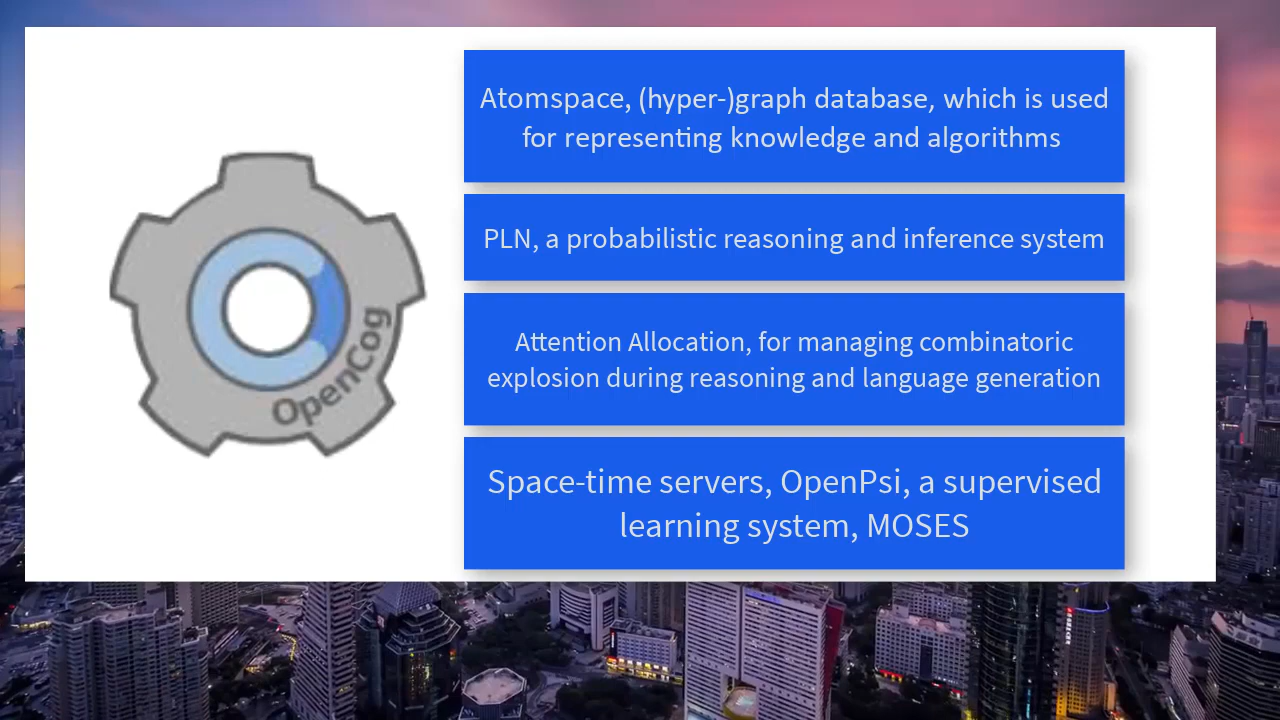 Atomspace, (hyper-)graph database, which is used
for representing knowledge and algorithms
PLN, a probabilistic reasoning and inference system
Attention Allocation, for managing combinatoric
explosion during reasoning and language generation
Space-time servers, OpenPsi, a supervised
learning system, MOSES
OpenCog